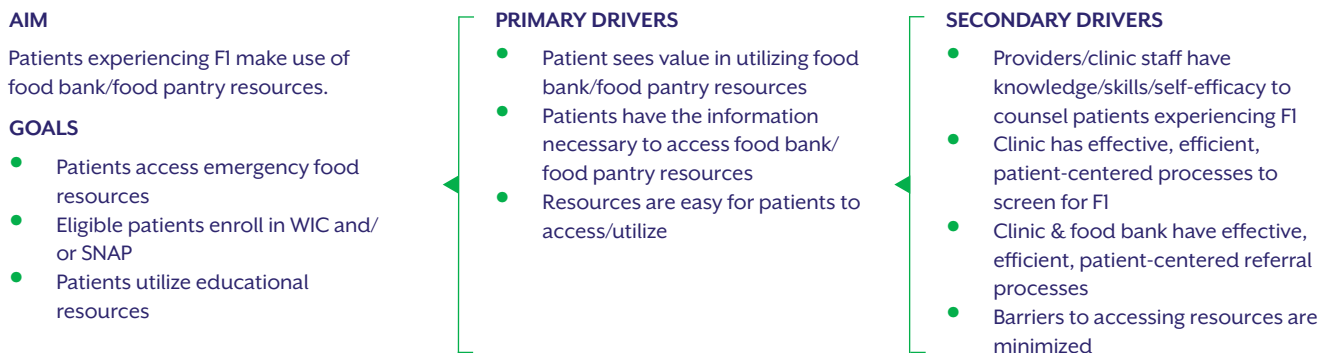 AIM
Patients experiencing F1 make use of
food bank/food pantry resources.
GOALS
• Patients access emergency food
resources
• Eligible patients enroll in WIC and/
or SNAP
• Patients utilize educational
resources
PRIMARY DRIVERS
• Patient sees value in utilizing food
bank/food pantry resources
• Patients have the information
necessary to access food bank/
food pantry resources
• Resources are easy for patients to
access/utilize
SECONDARY DRIVERS
• Providers/clinic staff have
knowledge/skills/self-efficacy to
counsel patients experiencing F1
• Clinic has effective, efficient,
patient-centered processes to
screen for F1
• Clinic & food bank have effective,
efficient, patient-centered referral
processes
• Barriers to accessing resources are
minimized